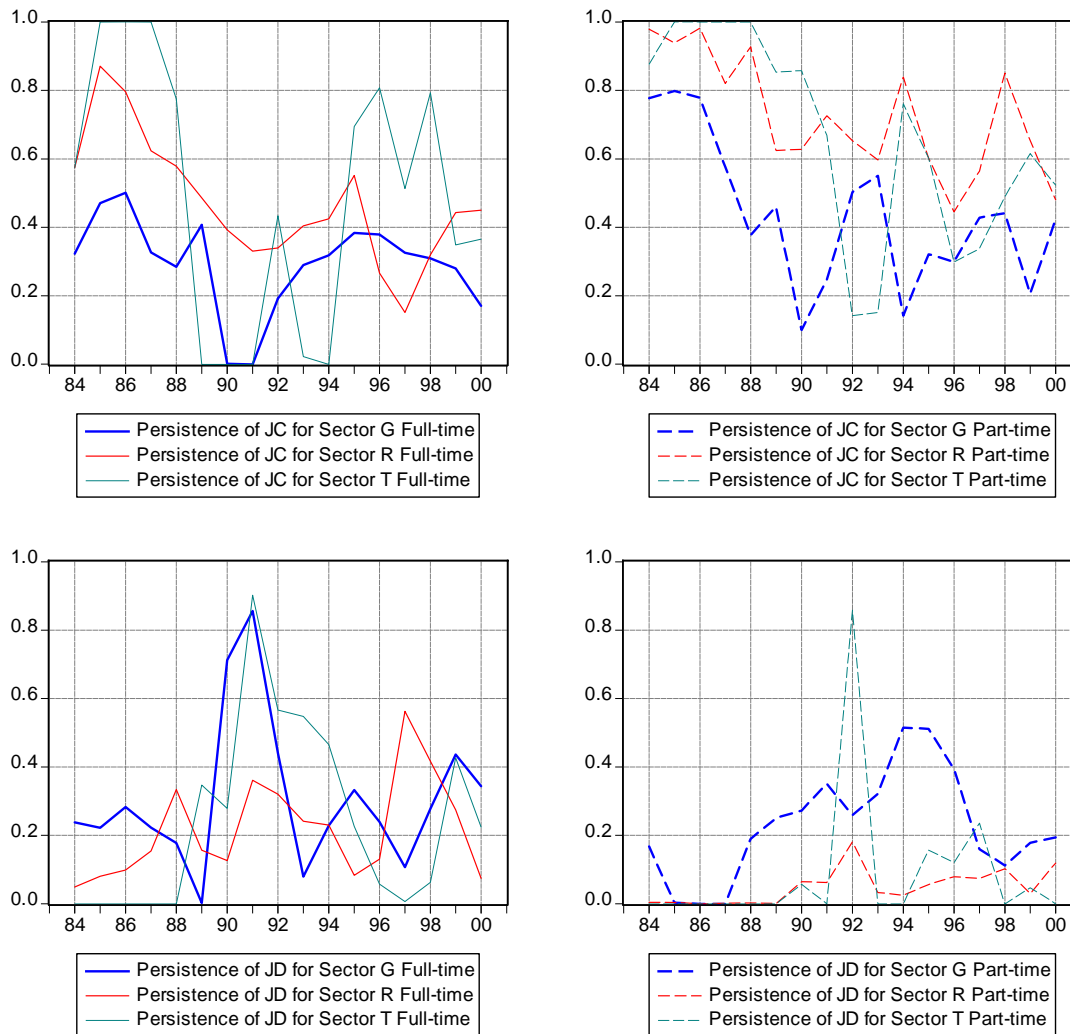 1.0
0.8
0.6
0.4
0.2
0.0
84 86 88 90 92 94 96 98 00
Persistence of JC for Sector G Full-time
Persistence of JC for Sector R Full-time
Persistence of JC for Sector T Full-time
1.0
0.8
0.6
0.4
0.2
0.0
84 86 88 90 92 94 96 98 00
Persistence of JC for Sector G Part-time
Persistence of JC for Sector R Part-time
Persistence of JC for Sector T Part-time
1.0
0.8
0.6
0.4
0.2
0.0
84 86 88 90 92 94 96 98 00
Persistence of JD for Sector G Full-time
Persistence of JD for Sector R Full-time
Persistence of JD for Sector T Full-time
1.0
0.8
0.6
0.4
0.2
0.0
84 86 88 90 92 94 96 98 00
Persistence of JD for Sector G Part-time
Persistence of JD for Sector R Part-time
Persistence of JD for Sector T Part-time